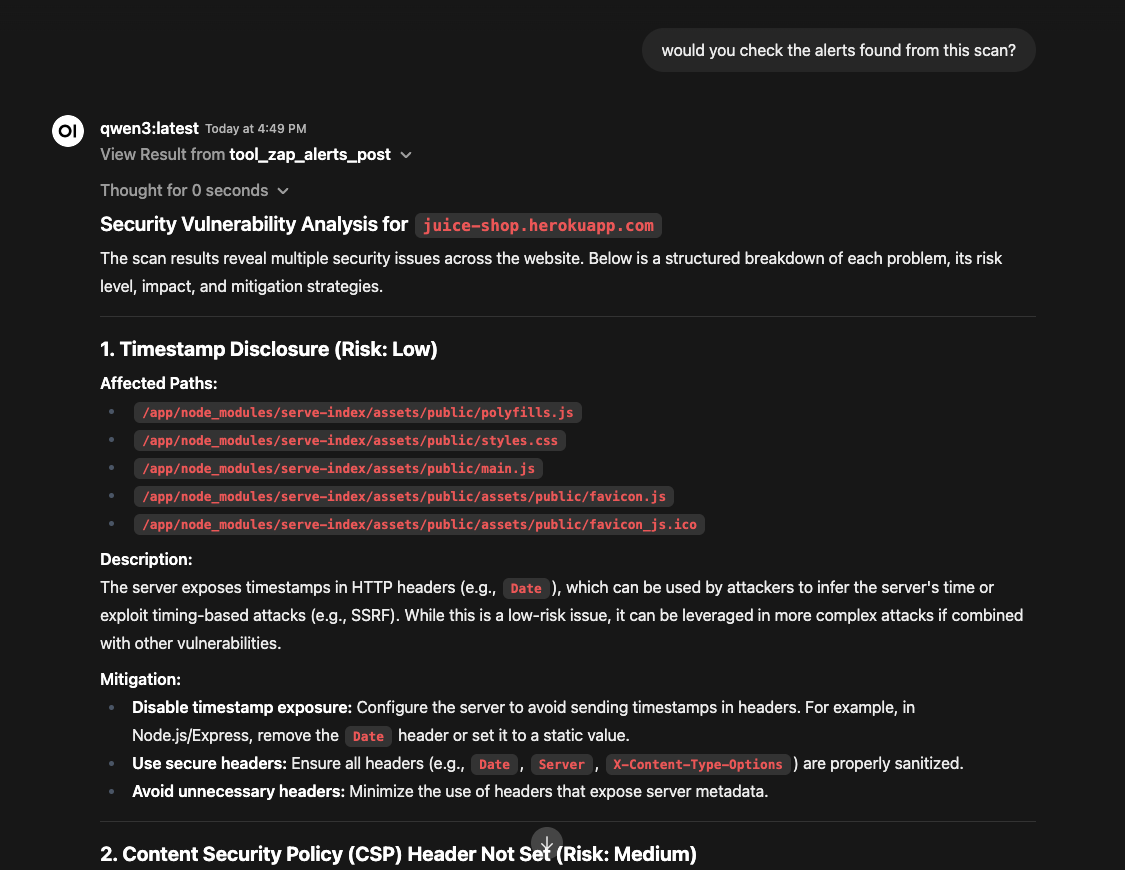 would you check the alerts found from this scan?
OI
qwen3:latest Today at 4:49 PM
View Result from tool_zap_alerts_post
Thought for 0 seconds
Security Vulnerability Analysis for juice-shop.herokuapp.com
The scan results reveal multiple security issues across the website. Below is a structured breakdown of each problem, its risk
level, impact, and mitigation strategies.
1. Timestamp Disclosure (Risk: Low)
Affected Paths:
• /app/node_modules/serve-index/assets/public/polyfills.js
• /app/node_modules/serve-index/assets/public/styles.css
• /app/node_modules/serve-index/assets/public/main.js
• /app/node_modules/serve-index/assets/public/assets/public/favicon.js
• /app/node_modules/serve-index/assets/public/assets/public/favicon_js.ico
Description:
The server exposes timestamps in HTTP headers (e.g., Date ), which can be used by attackers to infer the server's time or
exploit timing-based attacks (e.g., SSRF). While this is a low-risk issue, it can be leveraged in more complex attacks if combined
with other vulnerabilities.
Mitigation:
• Disable timestamp exposure: Configure the server to avoid sending timestamps in headers. For example, in
Node.js/Express, remove the Date header or set it to a static value.
• Use secure headers: Ensure all headers (e.g., Date , Server , X-Content-Type-Options ) are properly sanitized.
• Avoid unnecessary headers: Minimize the use of headers that expose server metadata.
2. Content Security Policy (CSP) Header Not Set (Risk: Medium)